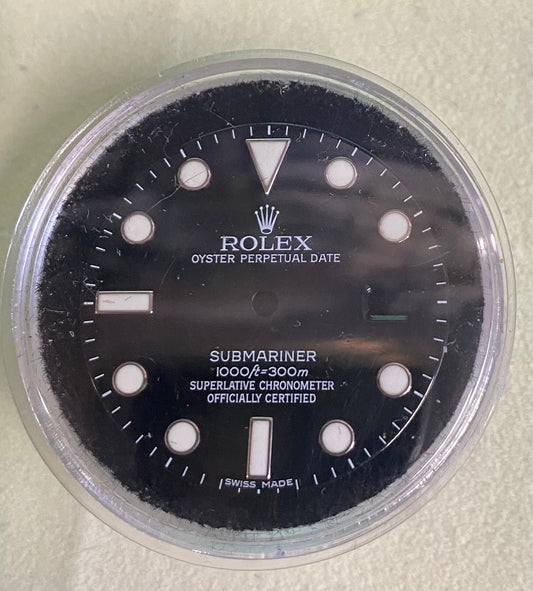 ROLEX
OYSTER PERPETUAL DATE
SUBMARINER
1000ft=300m
SUPERLATIVE CHRONOMETER
OFFICIALLY CERTIFIED
SWISS MADE